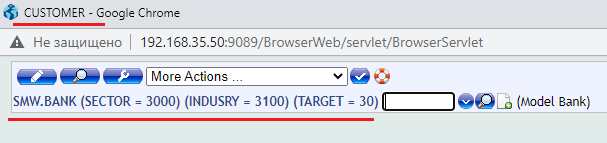 CUSTOMER - Google Chrome
Не защищено 192.168.35.50:9089/BrowserWeb/servlet/BrowserServlet
More Actions ...
SMW.BANK (SECTOR = 3000) (INDUSRY = 3100) (TARGET = 30) (Model Bank)